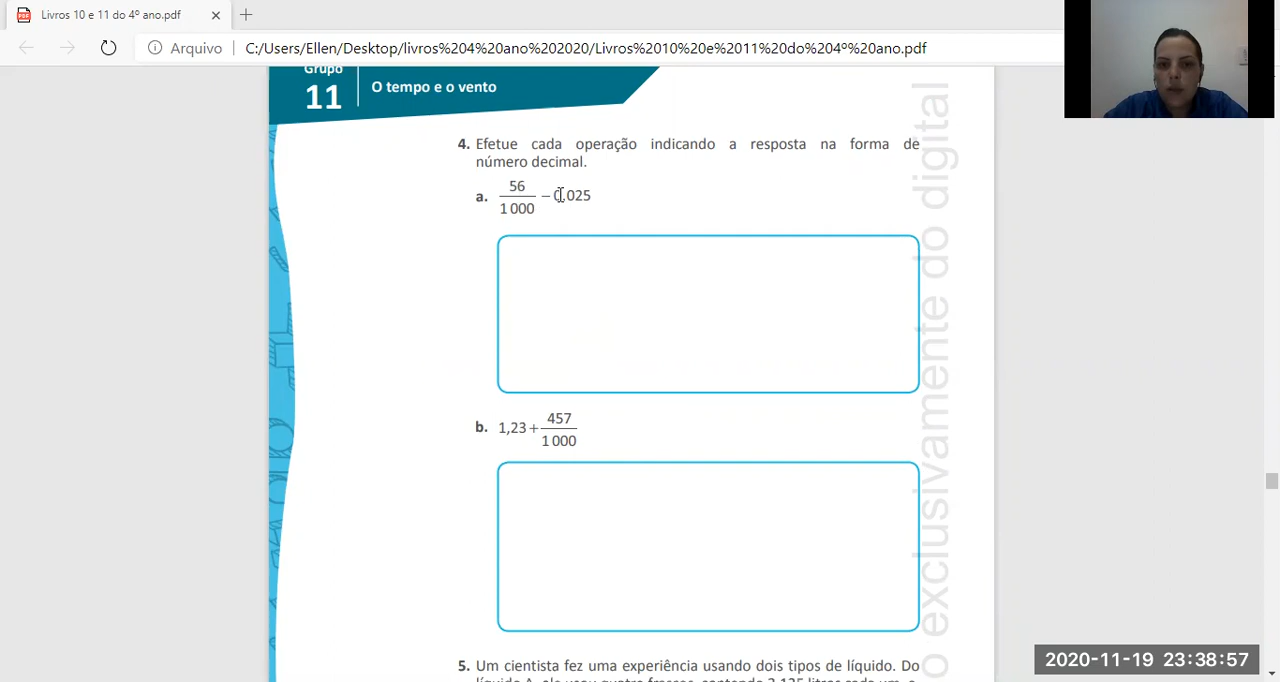 Livros 10 e 11 do 4º ano.pdf
Arquivo C:/Users/Ellen/Desktop/livros%204%20ano%202020/Livros%2010%20e%2011%20do%204º%20ano.pdf
Grupo
11
O tempo e o vento
4. Efetue cada operação indicando a resposta na forma de
número decimal.
a. 56/1 000 – 0,025
b. 1,23 + 457/1 000
5. Um cientista fez uma experiência usando dois tipos de líquido. Do
o exclusivamente do digital
2020-11-19 23:38:57